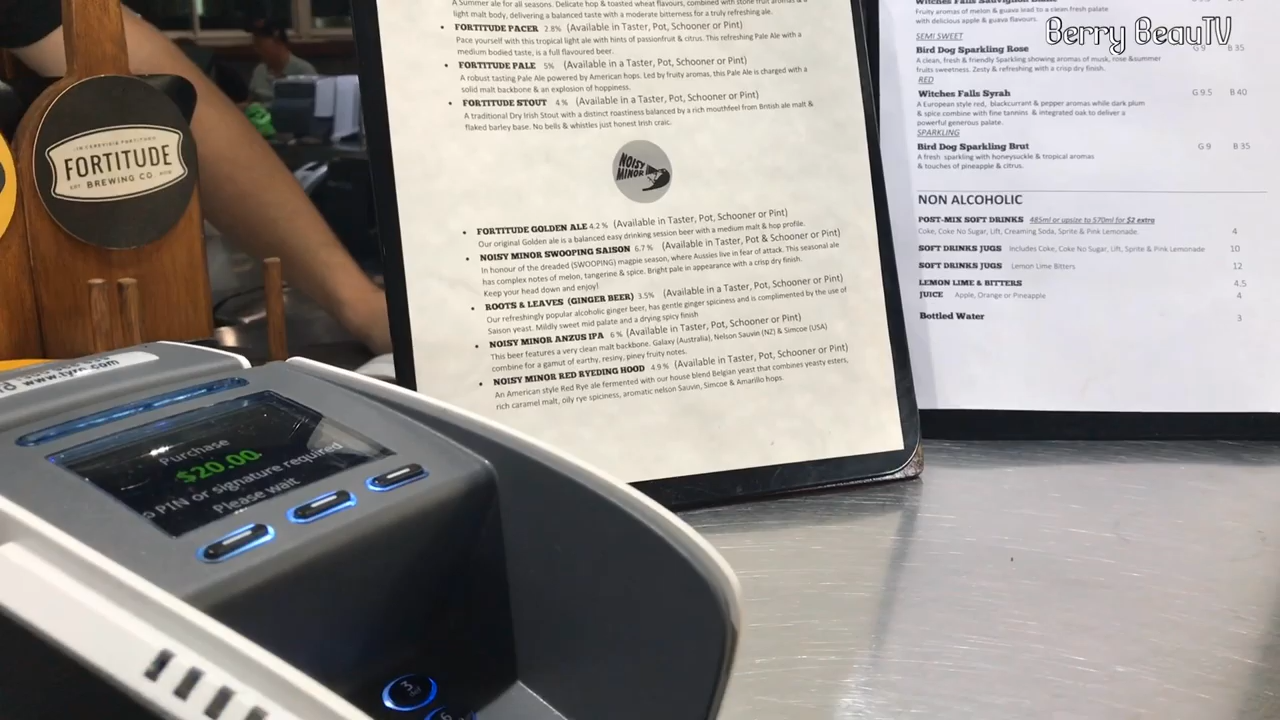 A Summer ale for all seasons. Delicate hop & toasted wheat flavours, combined with stone fruit aromas & a
light malt body, delivering a balanced taste with a moderate bitterness for a truly refreshing ale.
• FORTITUDE PACER 2.8% (Available in Taster, Pot, Schooner or Pint)
Pace yourself with this tropical light ale with hints of passionfruit & citrus. This refreshing Pale Ale with a
medium bodied taste, is a full flavoured beer.
• FORTITUDE PALE 5% (Available in a Taster, Pot, Schooner or Pint)
A robust tasting Pale Ale powered by American hops. Led by fruity aromas, this Pale Ale is charged with a
solid malt backbone & an explosion of hoppiness.
• FORTITUDE STOUT 4% (Available in a Taster, Pot, Schooner or Pint)
A traditional Dry Irish Stout with a distinct roastiness balanced by a rich mouthfeel from British ale malt &
flaked barley base. No bells & whistles just honest Irish craic.
NOISY
MINOR
• FORTITUDE GOLDEN ALE 4.2 % (Available in Taster, Pot, Schooner or Pint)
Our original Golden ale is a balanced easy drinking session beer with a medium malt & hop profile.
• NOISY MINOR SWOOPING SAISON 6.7 % (Available in Taster, Pot & Schooner or Pint)
In honour of the dreaded (SWOOPING) magpie season, where Aussies live in fear of attack. This seasonal ale
has complex notes of melon, tangerine & spice. Bright pale in appearance with a crisp dry finish.
Keep your head down and enjoy!
• ROOTS & LEAVES (GINGER BEER) 3.5% (Available in a Taster, Pot, Schooner or Pint)
Our refreshingly popular alcoholic ginger beer, has gentle ginger spiciness and is complimented by the use of
Saison yeast. Mildly sweet mid palate and a drying spicy finish
• NOISY MINOR ANZUS IPA 6 % (Available in Taster, Pot, Schooner or Pint)
This beer features a very clean malt backbone. Galaxy (Australia), Nelson Sauvin (NZ) & Simcoe (USA)
combine for a gamut of earthy, resiny, piney fruity notes.
• NOISY MINOR RED RYEDING HOOD 4.9 % (Available in Taster, Pot, Schooner or Pint)
An American style Red Rye ale fermented with our house blend Belgian yeast that combines yeasty esters,
rich caramel malt, oily rye spiciness, aromatic nelson Sauvin, Simcoe & Amarillo hops.
Witches Falls Sauvignon Blanc
Fruity aromas of melon & guava lead to a clean fresh palate
with delicious apple & guava flavours.
Berry BeauTV
SEMI SWEET
Bird Dog Sparkling Rose G 9 B 35
A clean, fresh & friendly Sparkling showing aromas of musk, rose &summer
fruits sweetness. Zesty & refreshing with a crisp dry finish.
RED
Witches Falls Syrah G 9.5 B 40
A European style red, blackcurrant & pepper aromas while dark plum
& spice combine with fine tannins & integrated oak to deliver a
powerful generous palate.
SPARKLING
Bird Dog Sparkling Brut G 9 B 35
A fresh sparkling with honeysuckle & tropical aromas
& touches of pineapple & citrus.
NON ALCOHOLIC
POST-MIX SOFT DRINKS 485ml or upsize to 570ml for $2 extra
Coke, Coke No Sugar, Lift, Creaming Soda, Sprite & Pink Lemonade. 4
SOFT DRINKS JUGS Includes Coke, Coke No Sugar, Lift, Sprite & Pink Lemonade 10
SOFT DRINKS JUGS Lemon Lime Bitters 12
LEMON LIME & BITTERS 4.5
JUICE Apple, Orange or Pineapple 4
Bottled Water 3
FORTITUDE
BREWING CO.
Purchase
$20.00
PIN or signature required
Please wait
3